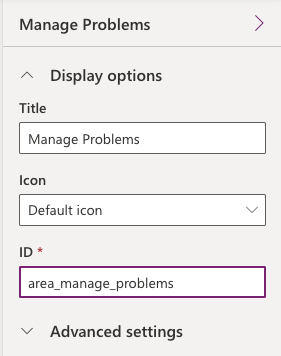 Manage Problems
Display options
Title
Manage Problems
Icon
Default icon
ID *
area_manage_problems
Advanced settings